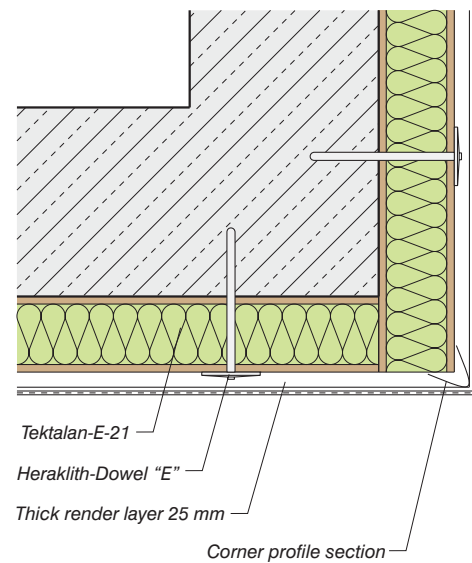 Tektalan-E-21
Heraklith-Dowel “E”
Thick render layer 25 mm
Corner profile section